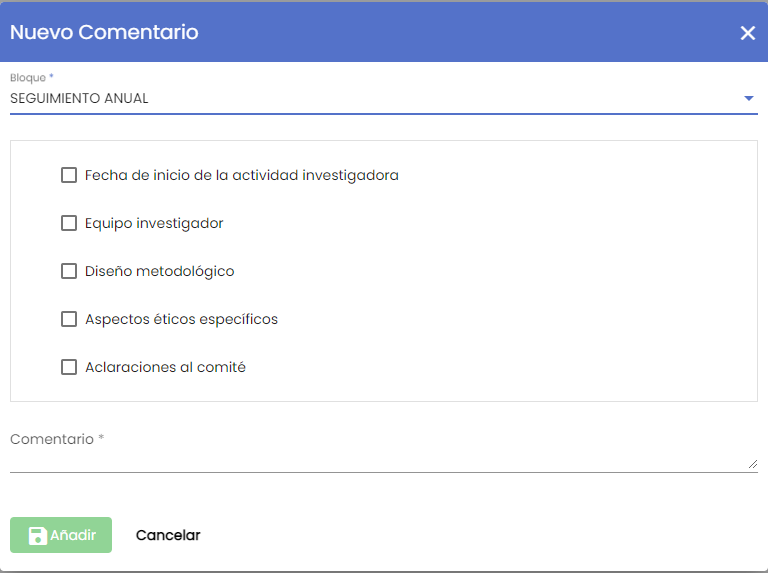 Nuevo Comentario
Bloque *
SEGUIMIENTO ANUAL
Fecha de inicio de la actividad investigadora
Equipo investigador
Diseño metodológico
Aspectos éticos específicos
Aclaraciones al comité
Comentario *
Añadir Cancelar